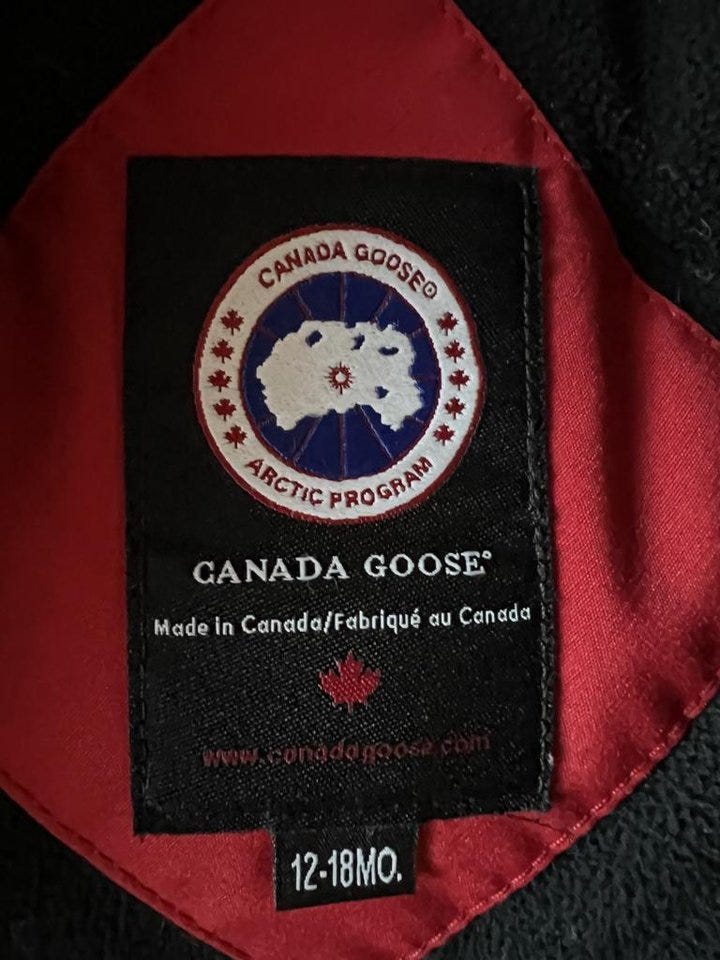 CANADA GOOSE®
ARCTIC PROGRAM
CANADA GOOSE®
Made in Canada/Fabriqué au Canada
www.canadagoose.com
12-18MO.